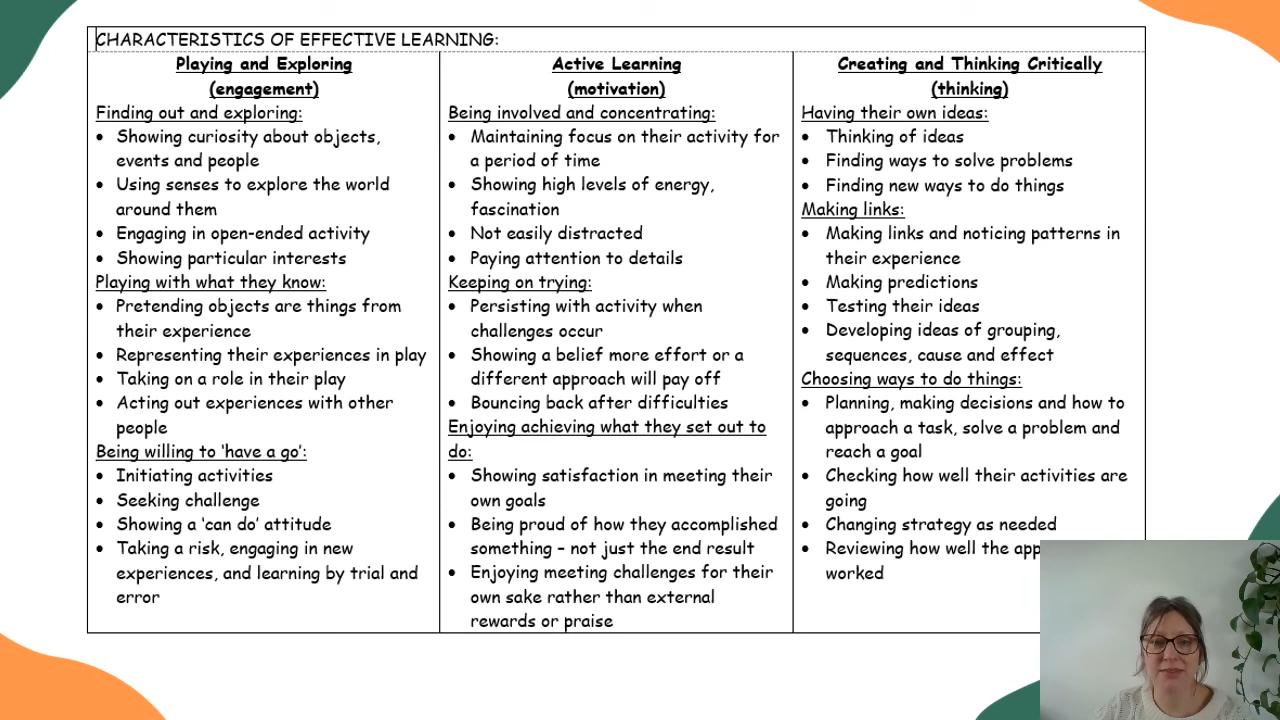 CHARACTERISTICS OF EFFECTIVE LEARNING:
Playing and Exploring
(engagement)
Finding out and exploring:
• Showing curiosity about objects,
events and people
• Using senses to explore the world
around them
• Engaging in open-ended activity
• Showing particular interests
Playing with what they know:
• Pretending objects are things from
their experience
• Representing their experiences in play
• Taking on a role in their play
• Acting out experiences with other
people
Being willing to ‘have a go’:
• Initiating activities
• Seeking challenge
• Showing a ‘can do’ attitude
• Taking a risk, engaging in new
experiences, and learning by trial and
error
Active Learning
(motivation)
Being involved and concentrating:
• Maintaining focus on their activity for
a period of time
• Showing high levels of energy,
fascination
• Not easily distracted
• Paying attention to details
Keeping on trying:
• Persisting with activity when
challenges occur
• Showing a belief more effort or a
different approach will pay off
• Bouncing back after difficulties
Enjoying achieving what they set out to
do:
• Showing satisfaction in meeting their
own goals
• Being proud of how they accomplished
something – not just the end result
• Enjoying meeting challenges for their
own sake rather than external
rewards or praise
Creating and Thinking Critically
(thinking)
Having their own ideas:
• Thinking of ideas
• Finding ways to solve problems
• Finding new ways to do things
Making links:
• Making links and noticing patterns in
their experience
• Making predictions
• Testing their ideas
• Developing ideas of grouping,
sequences, cause and effect
Choosing ways to do things:
• Planning, making decisions and how to
approach a task, solve a problem and
reach a goal
• Checking how well their activities are
going
• Changing strategy as needed
• Reviewing how well the
worked